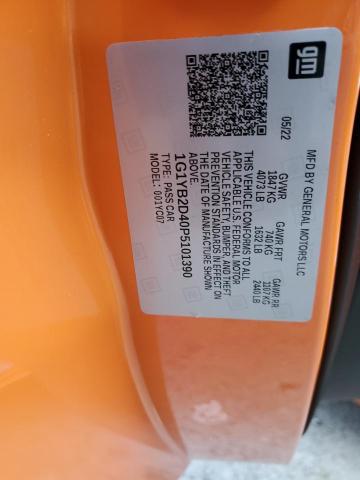 gm
MFD BY GENERAL MOTORS LLC
05/22
GVWR GAWR FRT GAWR RR
1847 KG 740 KG 1107 KG
4073 LB 1632 LB 2440 LB
THIS VEHICLE CONFORMS TO ALL
APPLICABLE U.S. FEDERAL MOTOR
VEHICLE SAFETY, BUMPER, AND THEFT
PREVENTION STANDARDS IN EFFECT ON
THE DATE OF MANUFACTURE SHOWN
ABOVE.
1G1YB2D40P5101390
TYPE: PASS CAR
MODEL: 001YC07